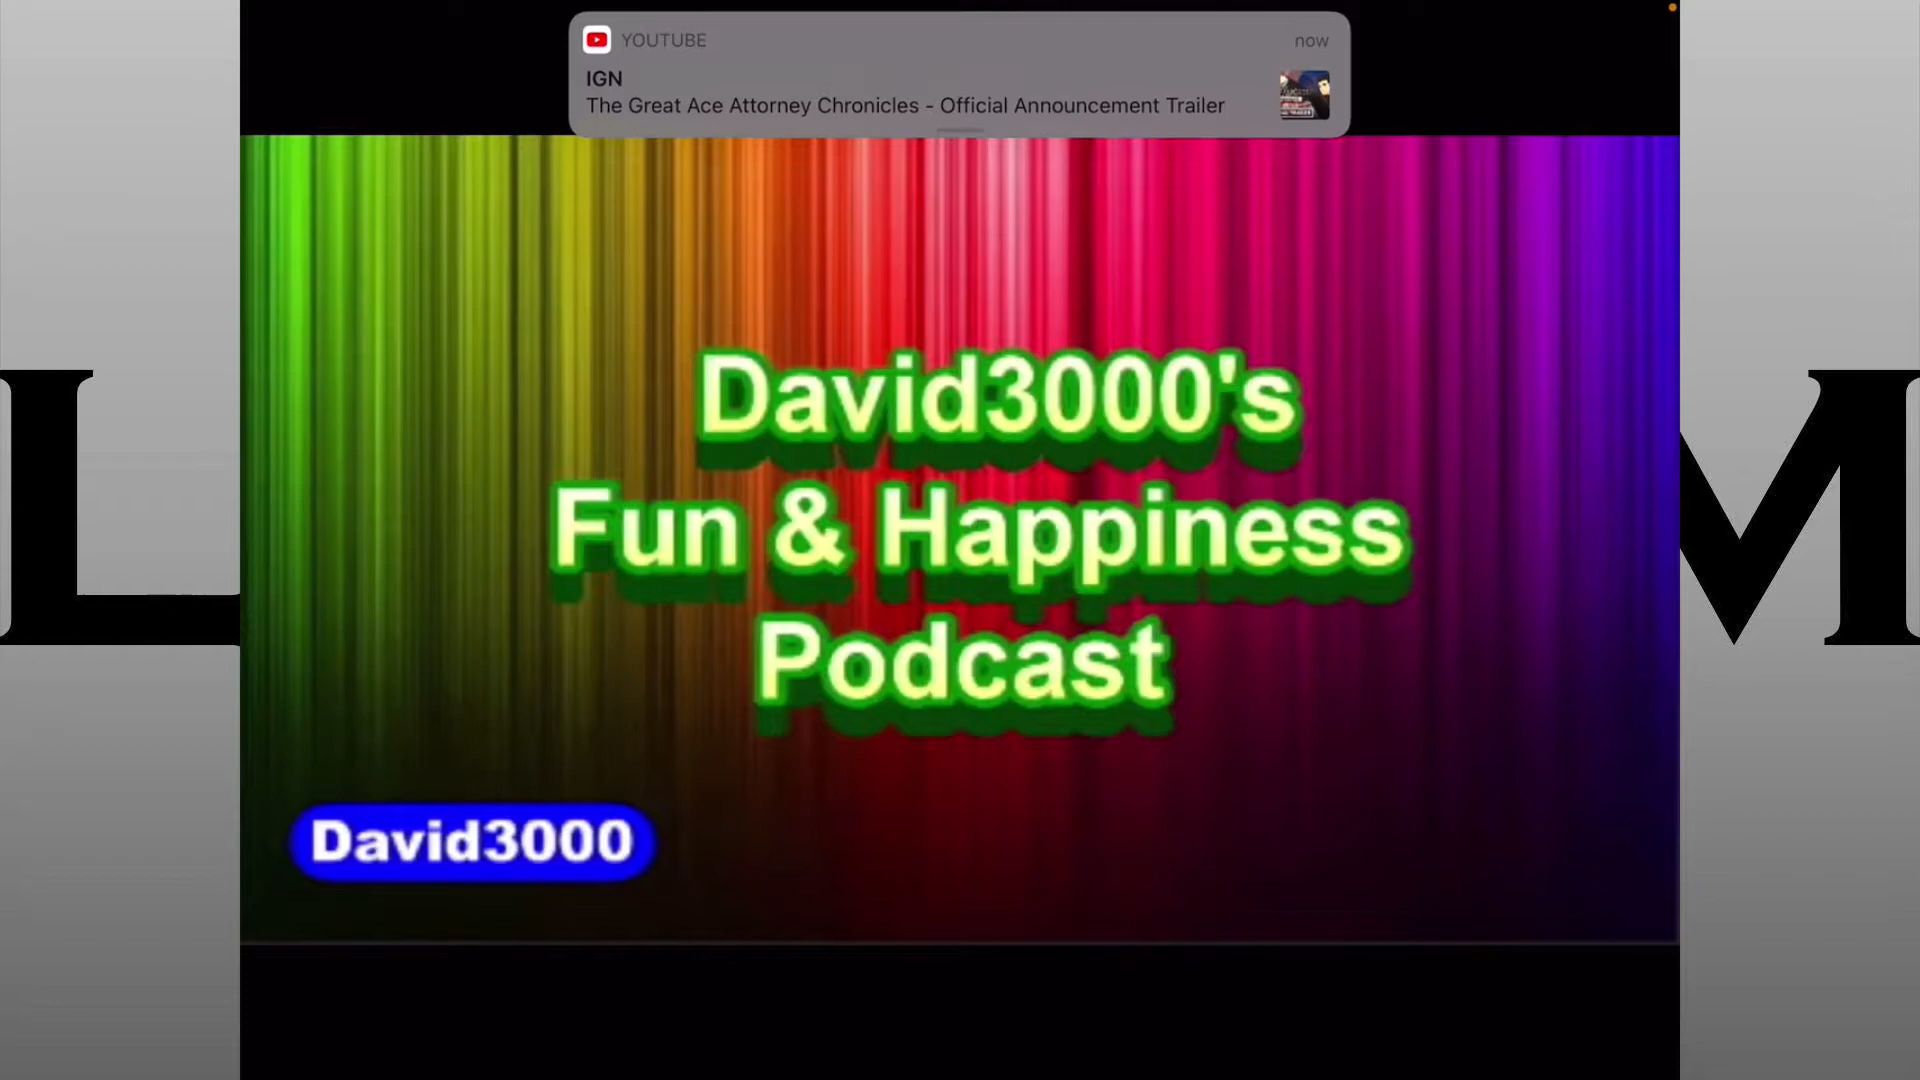 YOUTUBE
now
IGN
The Great Ace Attorney Chronicles - Official Announcement Trailer
David3000's
Fun & Happiness
Podcast
David3000
L
M